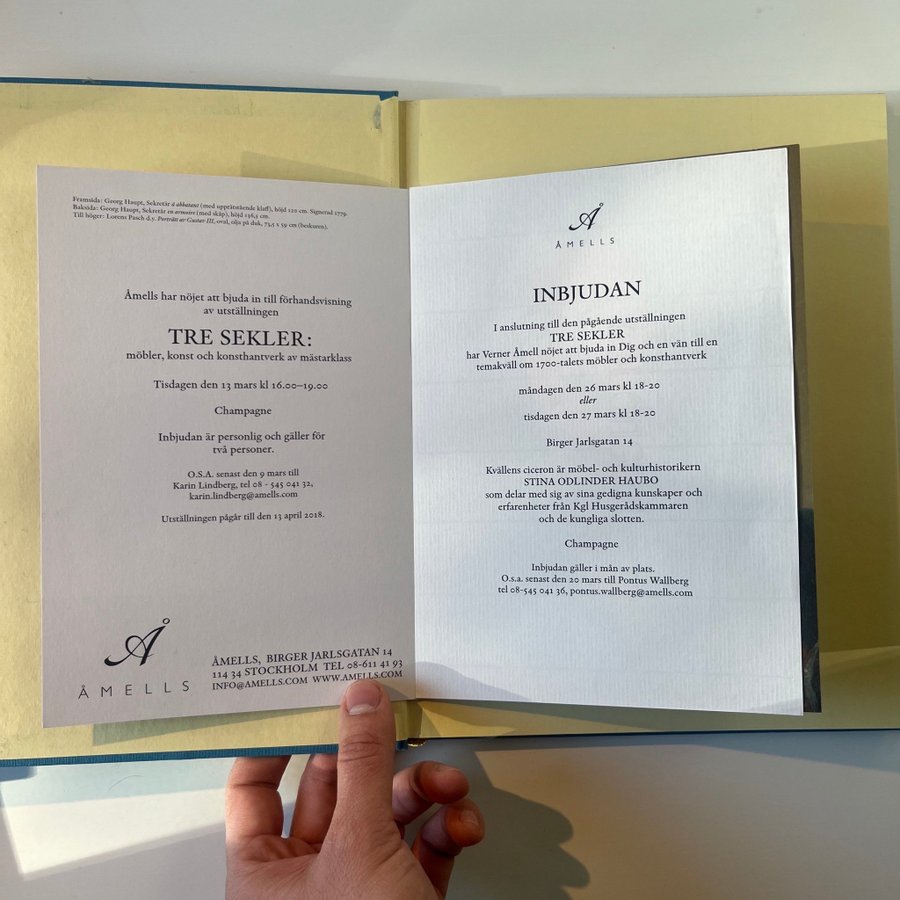 Framsida: Georg Haupt, Sekretär à abbatant (med upprättstående klaff), höjd 120 cm. Signerad 1779.
Baksida: Georg Haupt, Sekretär en armoire (med skåp), höjd 136,5 cm.
Till höger: Lorens Pasch d.y. Porträtt av Gustav III, oval, olja på duk, 73,5 x 59 cm (beskuren).
Åmells har nöjet att bjuda in till förhandsvisning
av utställningen
TRE SEKLER:
möbler, konst och konsthantverk av mästarklass
Tisdagen den 13 mars kl 16.00–19.00
Champagne
Inbjudan är personlig och gäller för
två personer.
O.S.A. senast den 9 mars till
Karin Lindberg, tel 08 - 545 041 32,
karin.lindberg@amells.com
Utställningen pågår till den 13 april 2018.
Å
ÅMELLS
ÅMELLS, BIRGER JARLSGATAN 14
114 34 STOCKHOLM TEL 08-611 41 93
INFO@AMELLS.COM WWW.AMELLS.COM
Å
ÅMELLS
INBJUDAN
I anslutning till den pågående utställningen
TRE SEKLER
har Verner Åmell nöjet att bjuda in Dig och en vän till en
temakväll om 1700-talets möbler och konsthantverk
måndagen den 26 mars kl 18-20
eller
tisdagen den 27 mars kl 18-20
Birger Jarlsgatan 14
Kvällens ciceron är möbel- och kulturhistorikern
STINA ODLINDER HAUBO
som delar med sig av sina gedigna kunskaper och
erfarenheter från Kgl Husgerådskammaren
och de kungliga slotten.
Champagne
Inbjudan gäller i mån av plats.
O.s.a. senast den 20 mars till Pontus Wallberg
tel 08-545 041 36, pontus.wallberg@amells.com